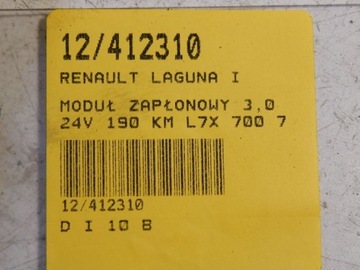 12/412310
RENAULT LAGUNA I
MODUŁ ZAPŁONOWY 3,0
24V 190 KM L7X 700 7
12/412310
D I 10 B